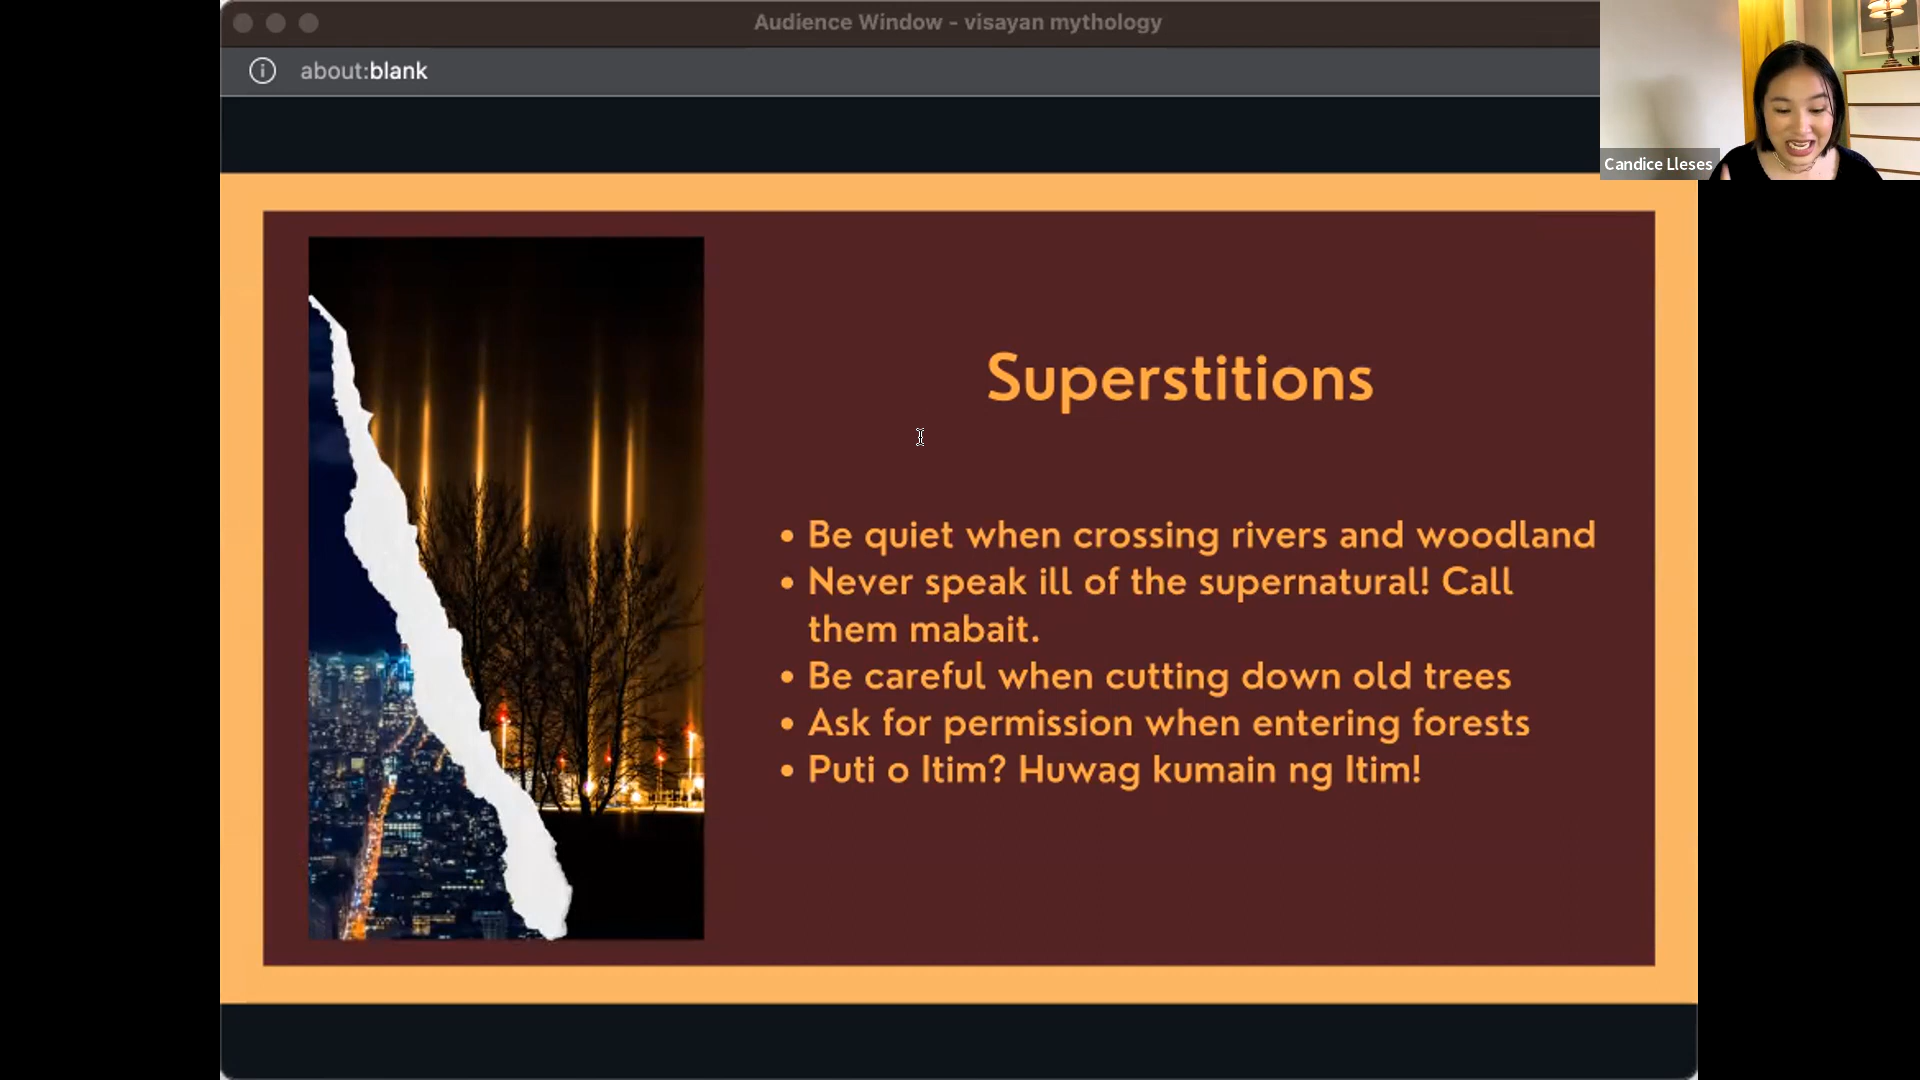 Audience Window - visayan mythology
about:blank
Candice Lleses
Superstitions
• Be quiet when crossing rivers and woodland
• Never speak ill of the supernatural! Call
them mabait.
• Be careful when cutting down old trees
• Ask for permission when entering forests
• Puti o Itim? Huwag kumain ng Itim!